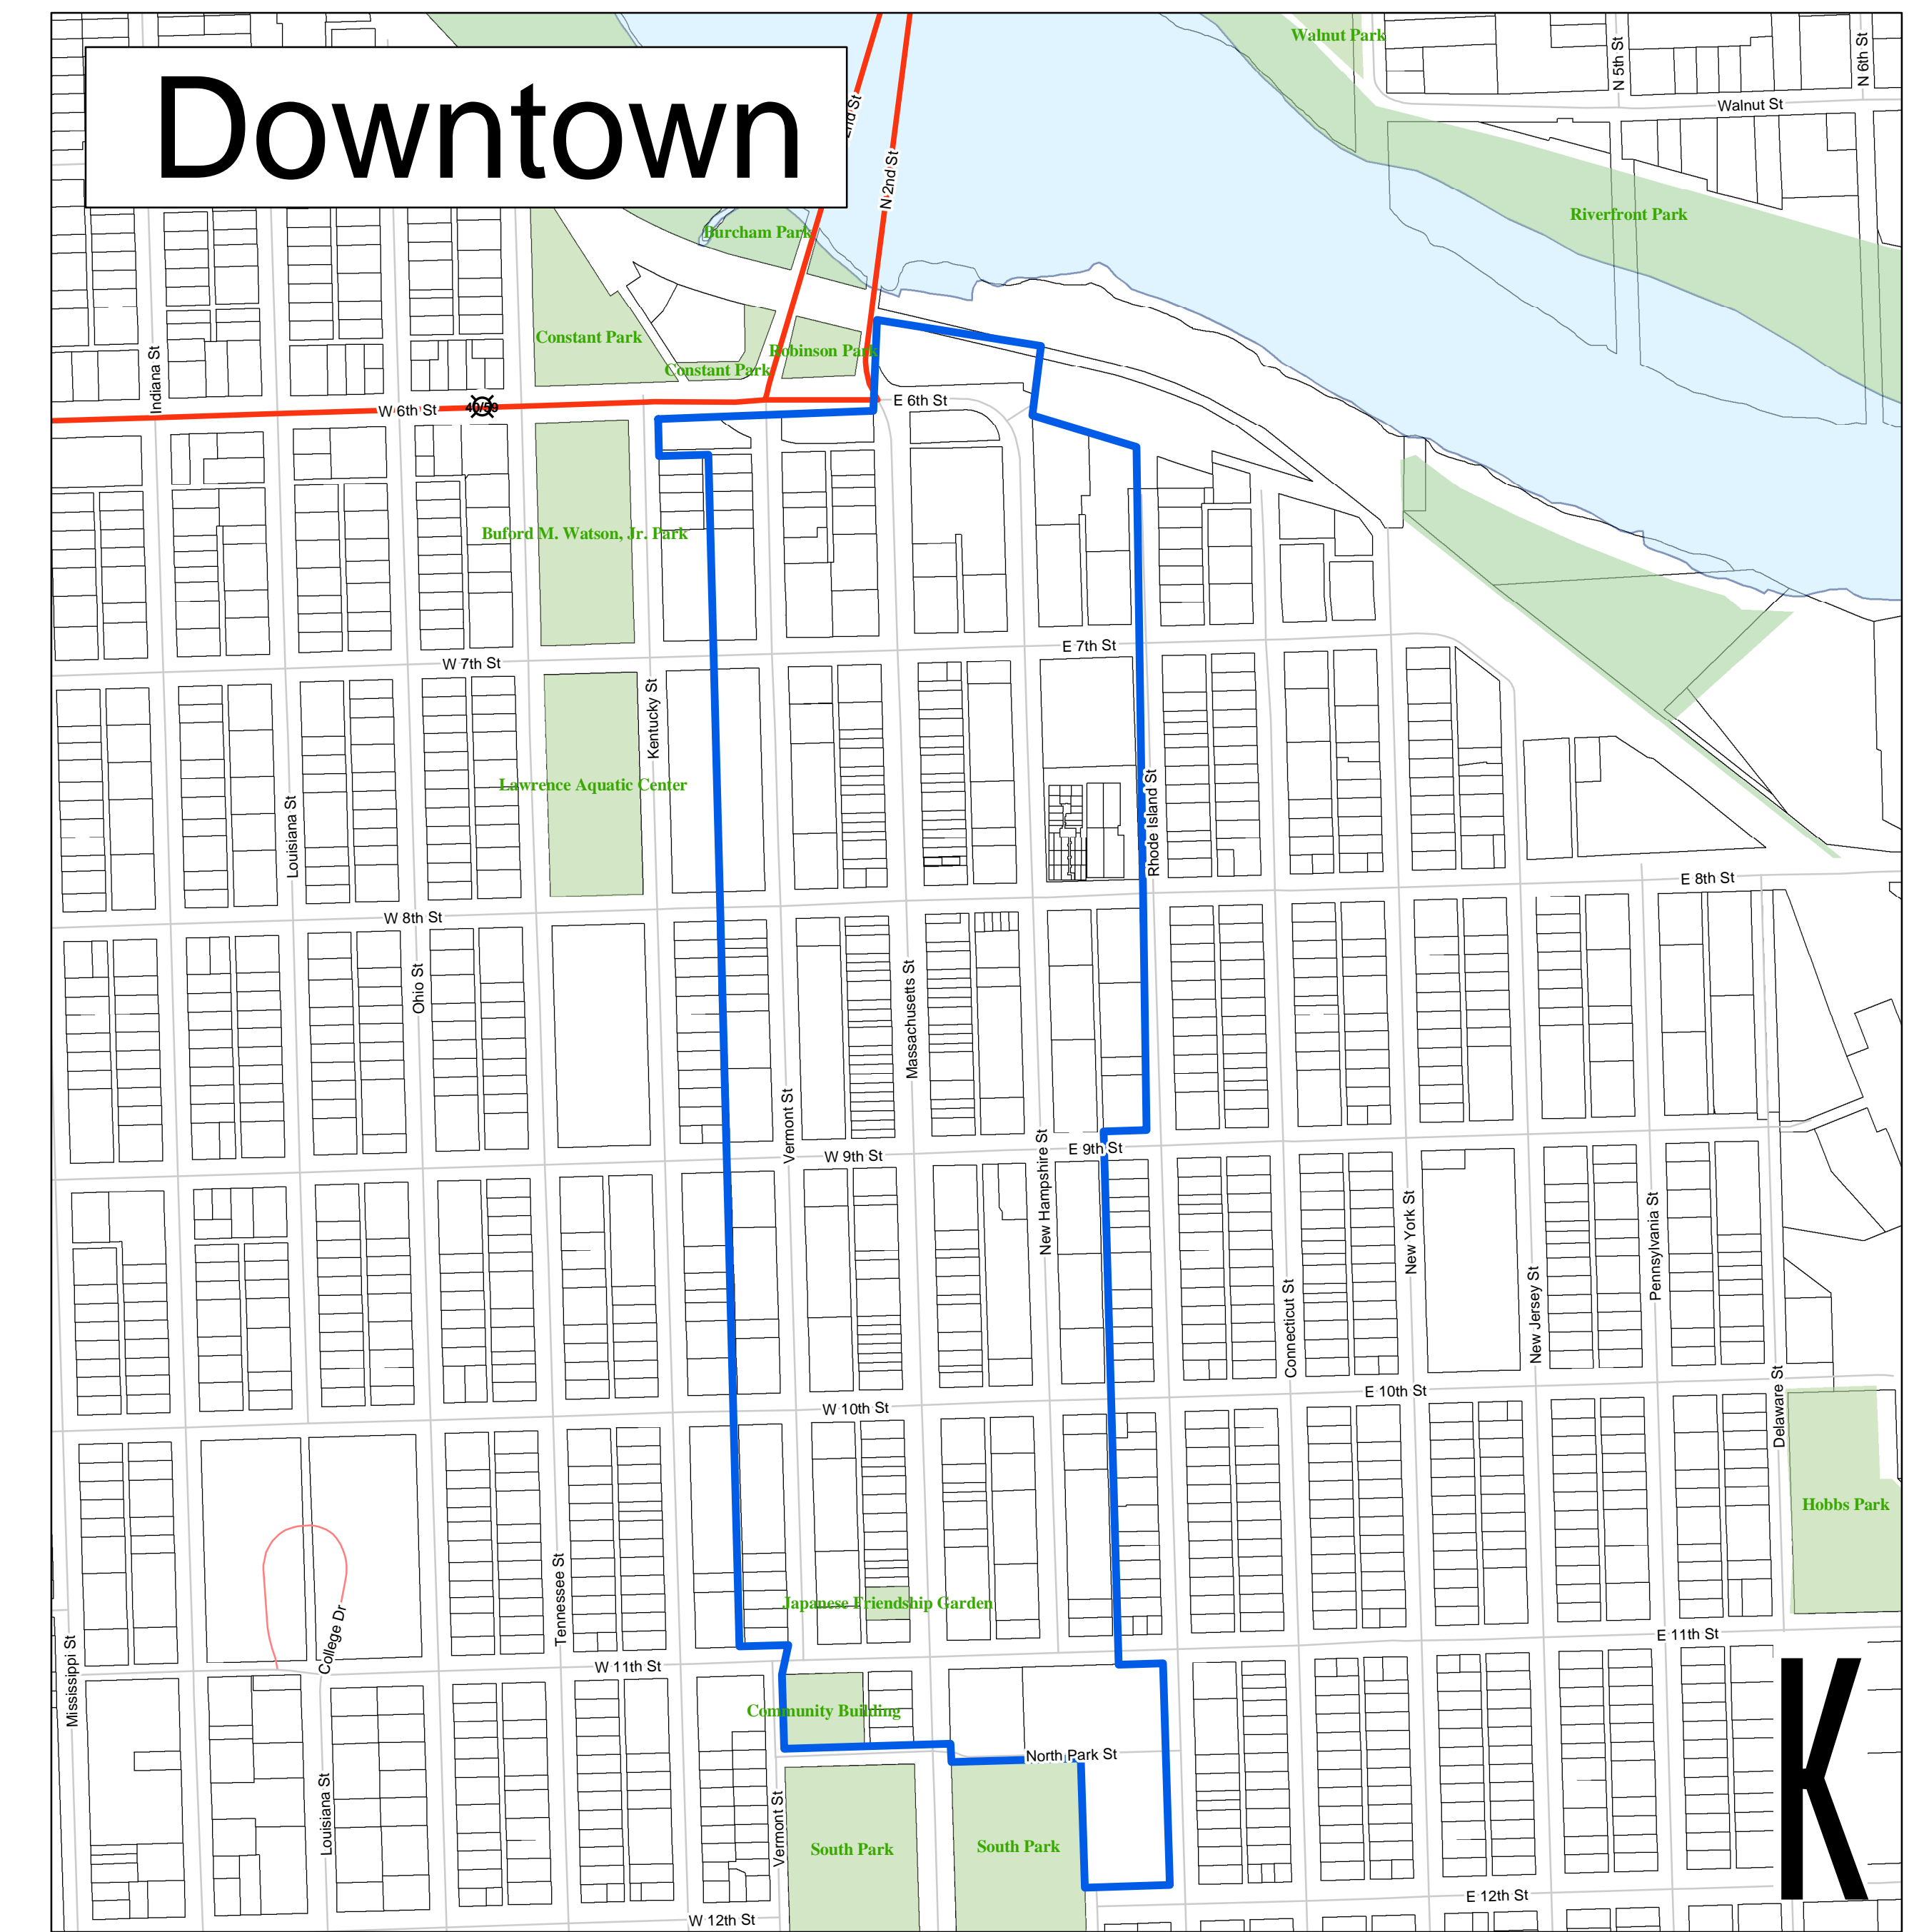 Downtown
Walnut Park
N 5th St
N 6th St
Walnut St
2nd St
N 2nd St
Riverfront Park
Burcham Park
Constant Park
Robinson Park
Constant Park
Indiana St
W 6th St
40/59
E 6th St
Buford M. Watson, Jr. Park
E 7th St
W 7th St
Kentucky St
Lawrence Aquatic Center
Louisiana St
Rhode Island St
E 8th St
W 8th St
Ohio St
Massachusetts St
Vermont St
W 9th St
E 9th St
New Hampshire St
New York St
Pennsylvania St
Connecticut St
New Jersey St
E 10th St
Delaware St
W 10th St
Hobbs Park
Tennessee St
Japanese Friendship Garden
College Dr
E 11th St
Mississippi St
W 11th St
Community Building
North Park St
K
Louisiana St
Vermont St
South Park
South Park
E 12th St
W 12th St